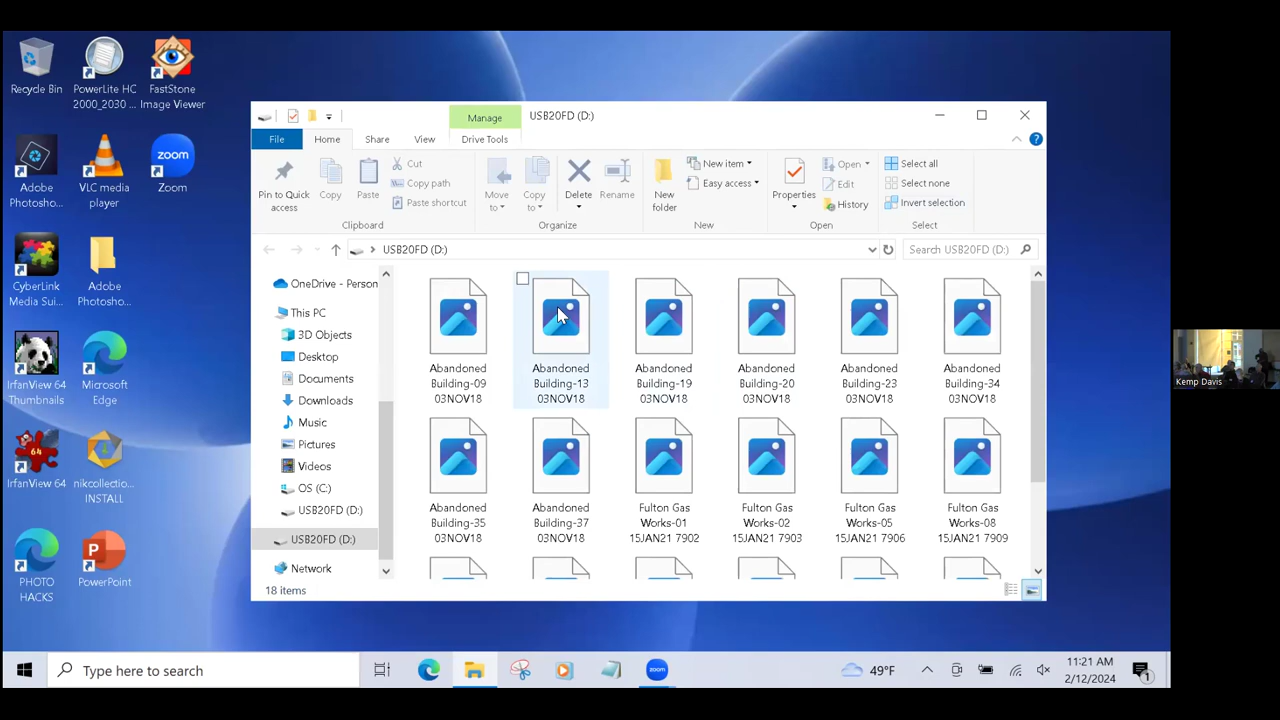 Recycle Bin
PowerLite HC
2000_2030 ...
FastStone
Image Viewer
Adobe
Photosho...
VLC media
player
zoom
Zoom
CyberLink
Media Sui...
Adobe
Photosho...
IrfanView 64
Thumbnails
Microsoft
Edge
64
IrfanView 64
nikcollection...
INSTALL
PHOTO
HACKS
P
PowerPoint
Manage
USB20FD (D:)
File
Home
Share
View
Drive Tools
?
Pin to Quick
access
Copy
Paste
Cut
Copy path
Paste shortcut
Clipboard
Move
to
Copy
to
Delete
Rename
Organize
New
folder
New item
Easy access
New
Properties
Open
Edit
History
Open
Select all
Select none
Invert selection
Select
USB20FD (D:)
Search USB20FD (D:)
OneDrive - Person
This PC
3D Objects
Desktop
Documents
Downloads
Music
Pictures
Videos
OS (C:)
USB20FD (D:)
USB20FD (D:)
Network
Abandoned
Building-09
03NOV18
Abandoned
Building-13
03NOV18
Abandoned
Building-19
03NOV18
Abandoned
Building-20
03NOV18
Abandoned
Building-23
03NOV18
Abandoned
Building-34
03NOV18
Abandoned
Building-35
03NOV18
Abandoned
Building-37
03NOV18
Fulton Gas
Works-01
15JAN21 7902
Fulton Gas
Works-02
15JAN21 7903
Fulton Gas
Works-05
15JAN21 7906
Fulton Gas
Works-08
15JAN21 7909
18 items
Kemp Davis
Type here to search
zoom
49°F
11:21 AM
2/12/2024
1